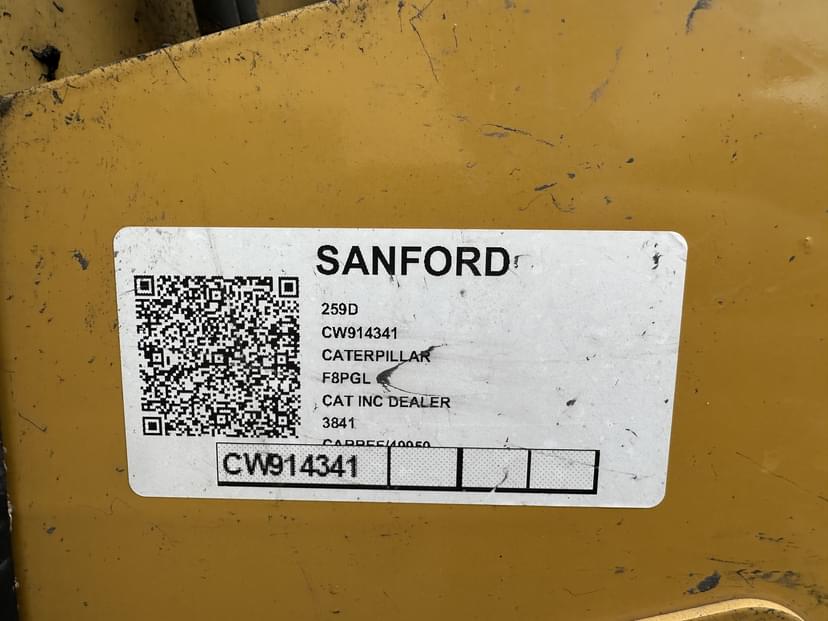 SANFORD
259D
CW914341
CATERPILLAR
F8PGL
CAT INC DEALER
3841
CW914341